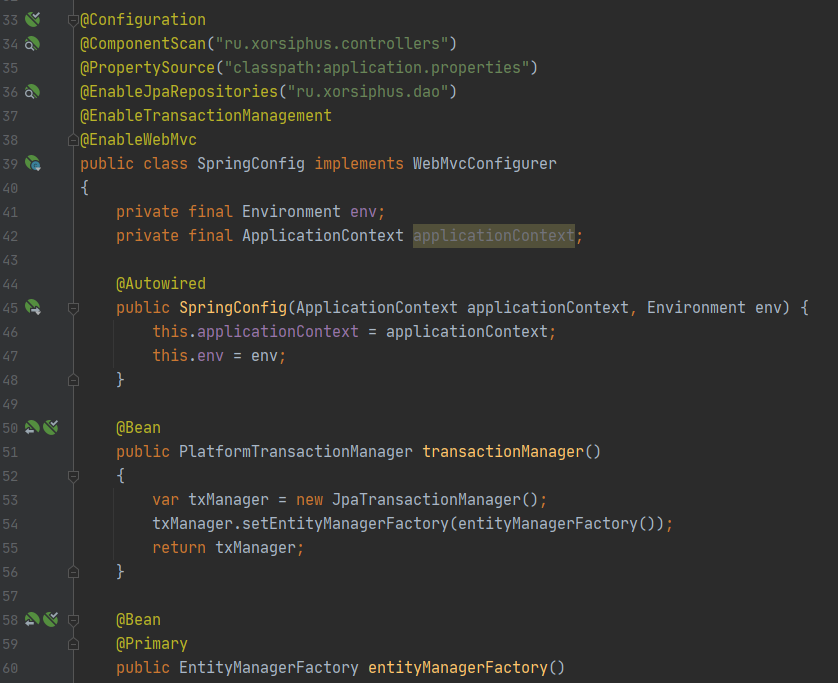 33 @Configuration
34 @ComponentScan("ru.xorsiphus.controllers")
35 @PropertySource("classpath:application.properties")
36 @EnableJpaRepositories("ru.xorsiphus.dao")
37 @EnableTransactionManagement
38 @EnableWebMvc
39 public class SpringConfig implements WebMvcConfigurer
40 {
41 private final Environment env;
42 private final ApplicationContext applicationContext;
43
44 @Autowired
45 public SpringConfig(ApplicationContext applicationContext, Environment env) {
46 this.applicationContext = applicationContext;
47 this.env = env;
48 }
49
50 @Bean
51 public PlatformTransactionManager transactionManager()
52 {
53 var txManager = new JpaTransactionManager();
54 txManager.setEntityManagerFactory(entityManagerFactory());
55 return txManager;
56 }
57
58 @Bean
59 @Primary
60 public EntityManagerFactory entityManagerFactory()